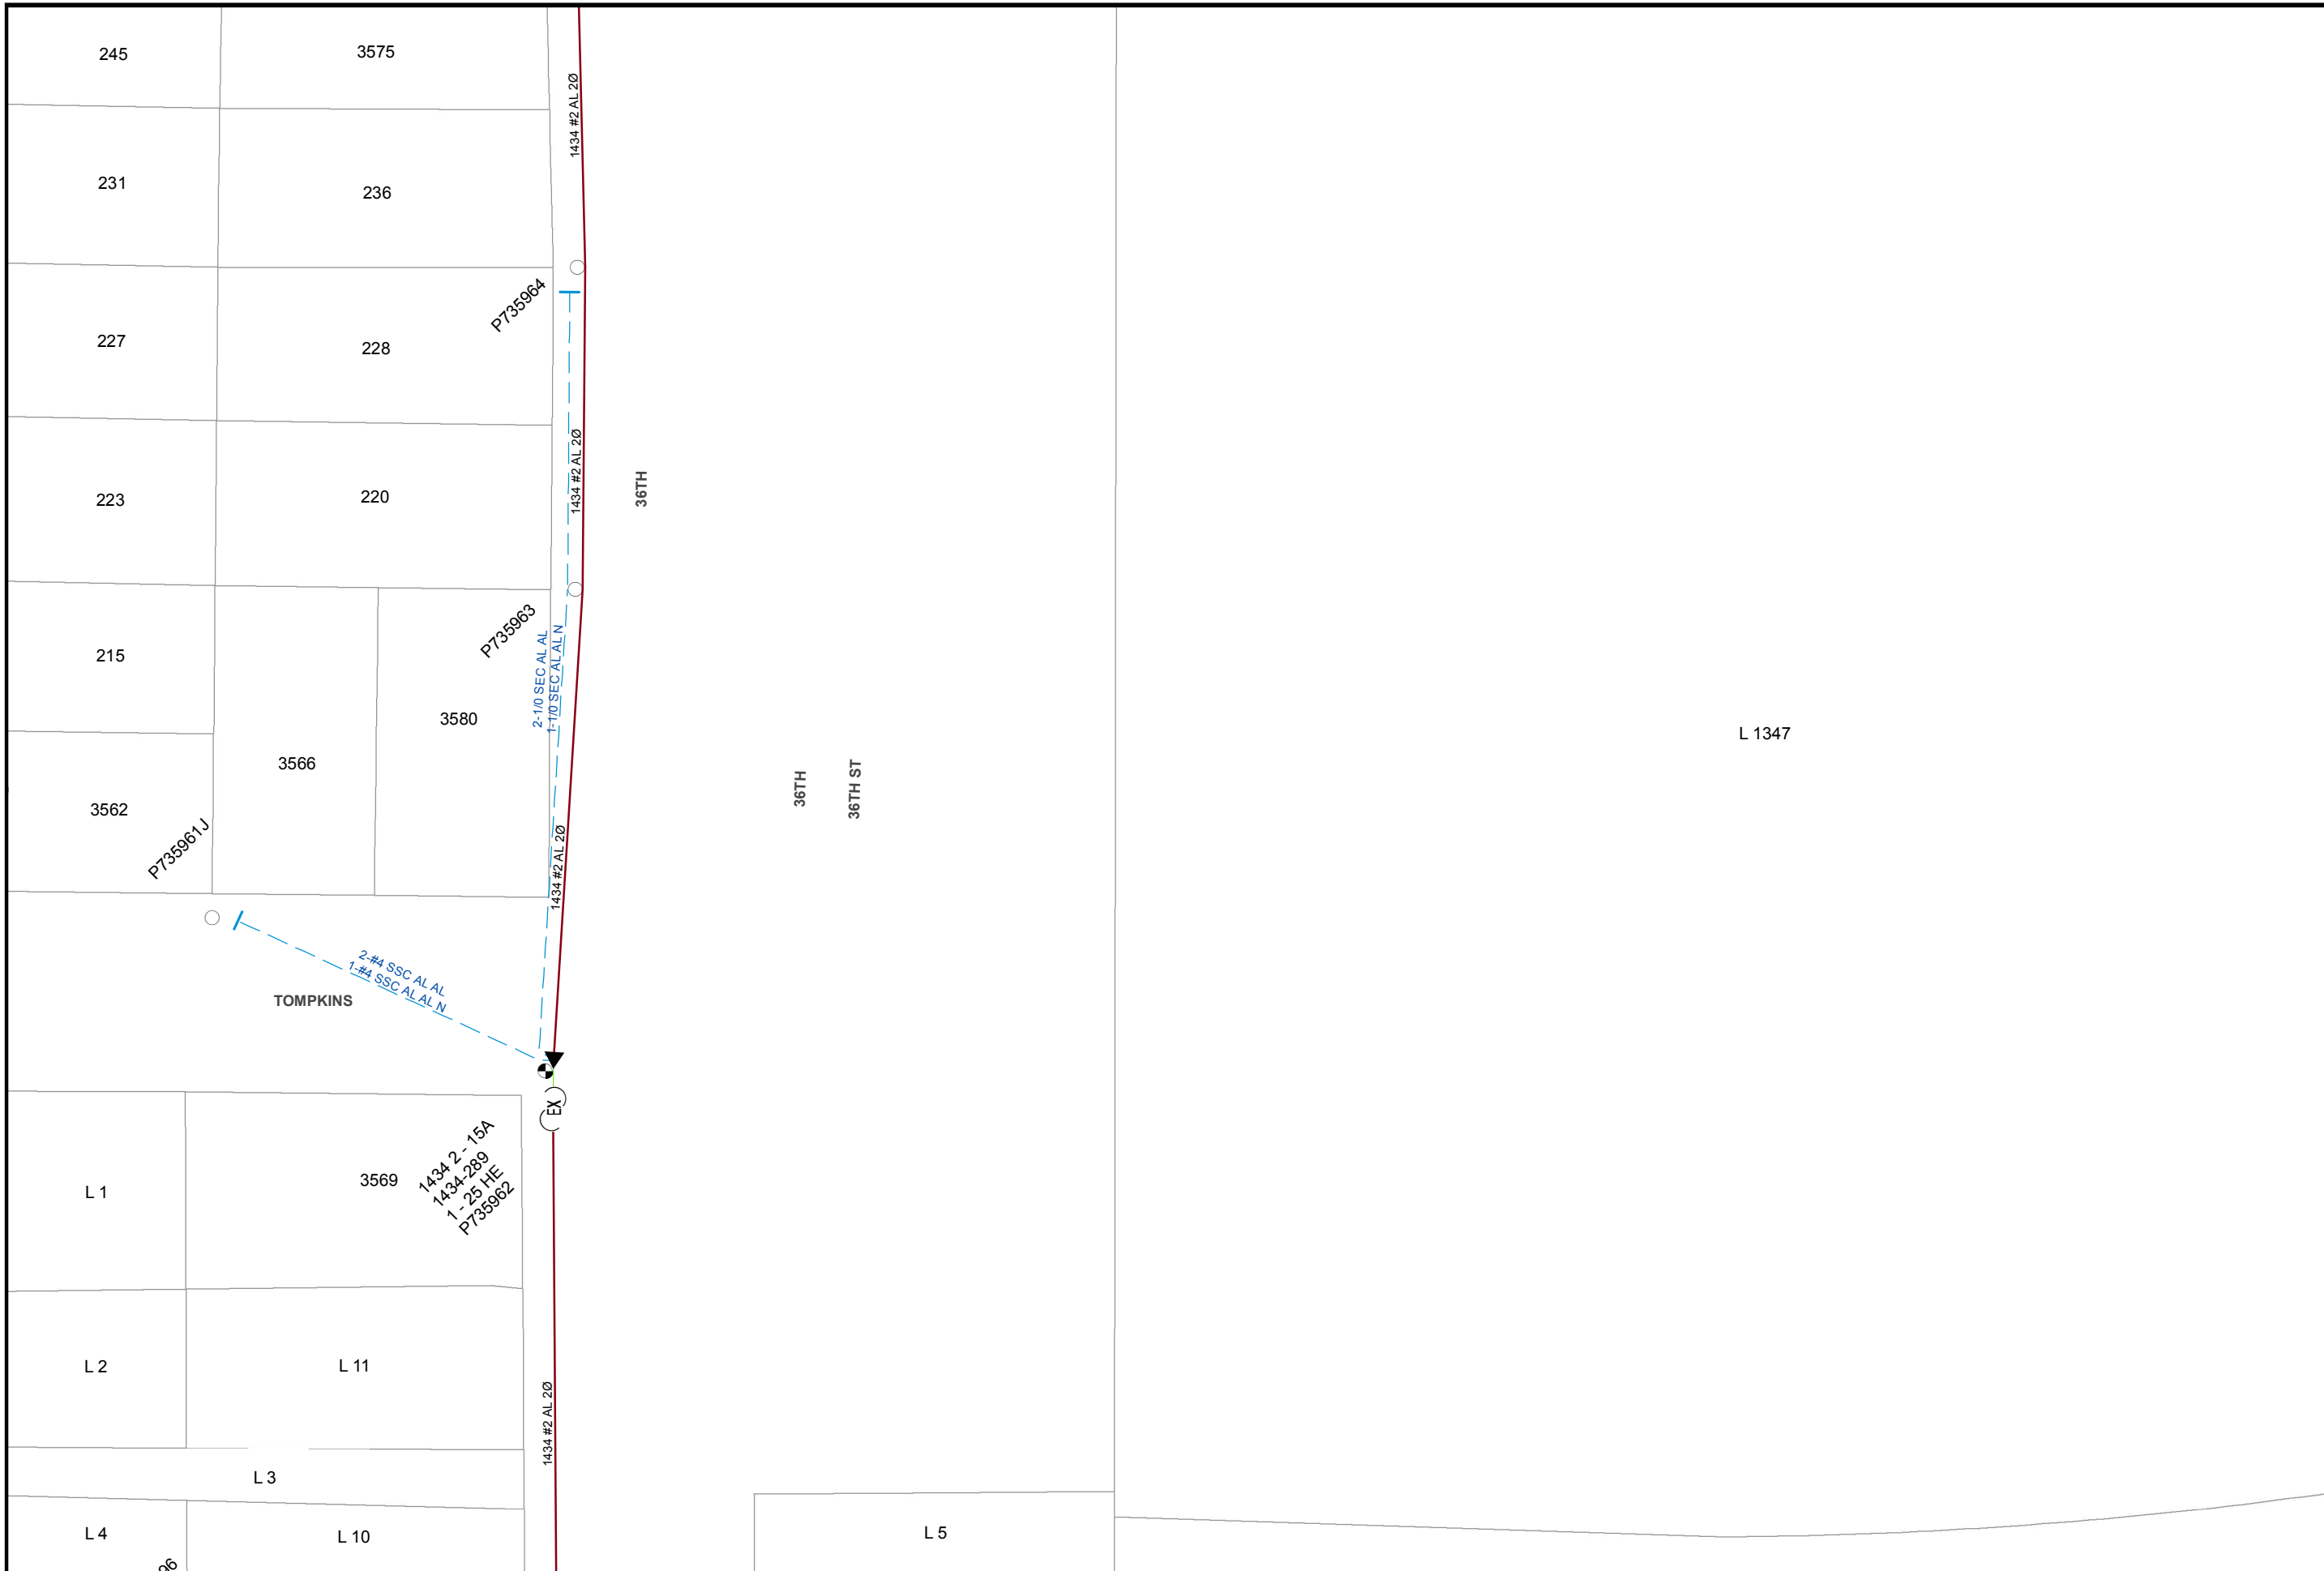 245
3575
1434 #2 AL 2Ø
231
236
P735964
227
228
1434 #2 AL 2Ø
36TH
223
220
P735963
2-1/0 SEC AL AL
1-1/0 SEC AL AL N
215
3580
L 1347
3566
36TH
36TH ST
3562
P735961J
1434 #2 AL 2Ø
2-#4 SSC AL AL
1-#4 SSC AL AL N
TOMPKINS
EX
1434 2 - 15A
1434-289
1 - 25 HE
P735962
3569
L 1
L 2
L 11
1434 #2 AL 2Ø
L 3
L 4
L 10
L 5
96